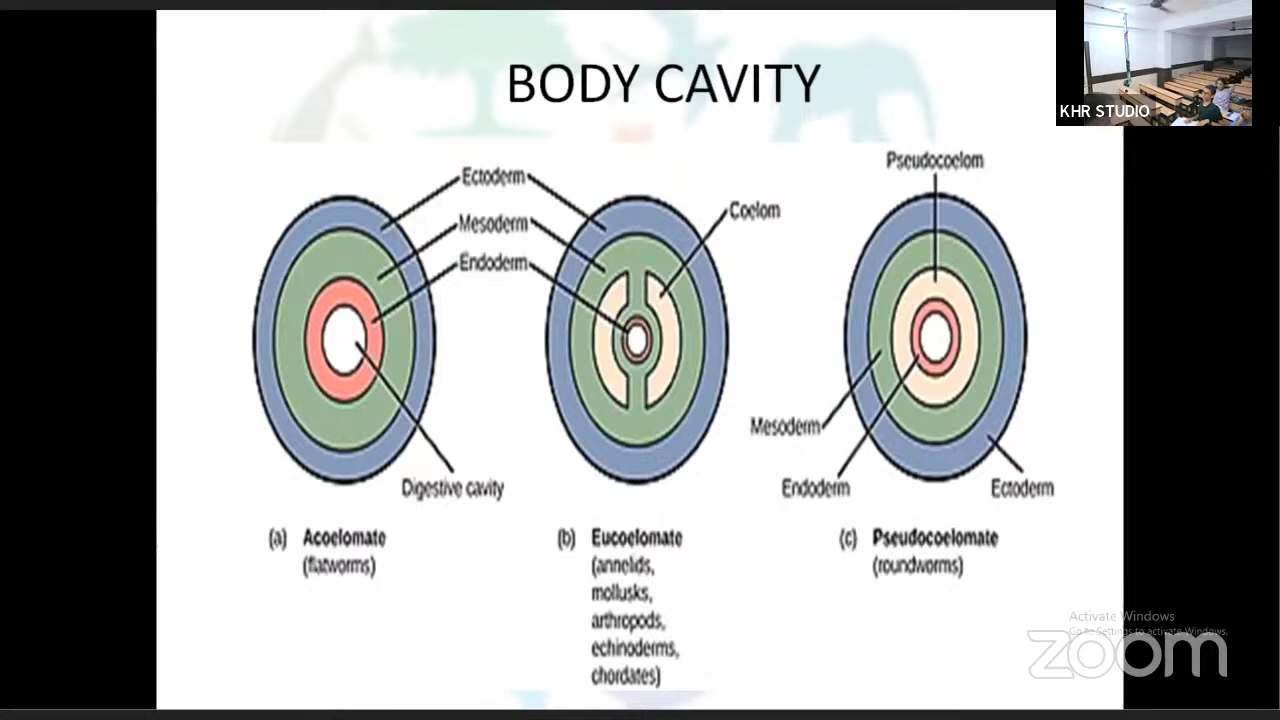 BODY CAVITY
KHR STUDIO
Ectoderm
Mesoderm
Endoderm
Coelom
Pseudocoelom
Digestive cavity
Mesoderm
Endoderm
Ectoderm
(a) Acoelomate
(flatworms)
(b) Eucoelomate
(annelids,
mollusks,
arthropods,
echinoderms,
chordates)
(c) Pseudocoelomate
(roundworms)
Activate Windows
Go to Settings to activate Windows.
zoom